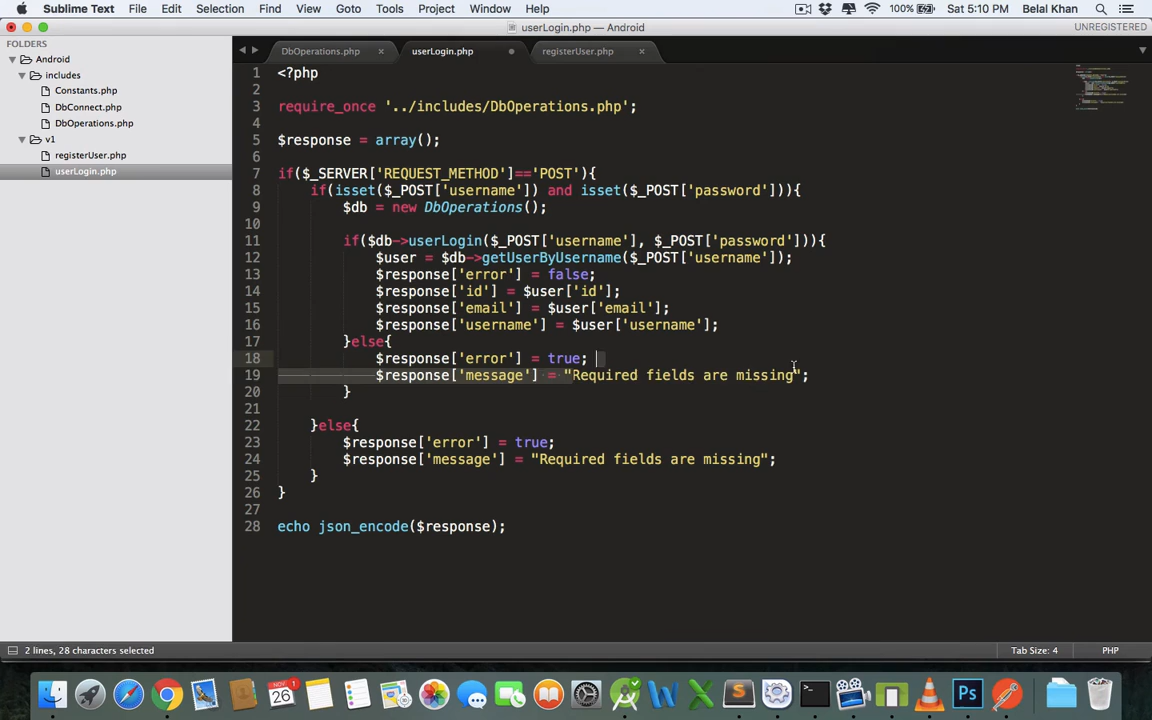 Sublime Text File Edit Selection Find View Goto Tools Project Window Help 100% Sat 5:10 PM Belal Khan
userLogin.php — Android UNREGISTERED
FOLDERS
Android
includes
Constants.php
DbConnect.php
DbOperations.php
v1
registerUser.php
userLogin.php
DbOperations.php × userLogin.php registerUser.php ×
1 <?php
2
3 require_once '../includes/DbOperations.php';
4
5 $response = array();
6
7 if($_SERVER['REQUEST_METHOD']=='POST'){
8 if(isset($_POST['username']) and isset($_POST['password'])){
9 $db = new DbOperations();
10
11 if($db->userLogin($_POST['username'], $_POST['password'])){
12 $user = $db->getUserByUsername($_POST['username']);
13 $response['error'] = false;
14 $response['id'] = $user['id'];
15 $response['email'] = $user['email'];
16 $response['username'] = $user['username'];
17 }else{
18 $response['error'] = true;
19 $response['message'] = "Required fields are missing";
20 }
21
22 }else{
23 $response['error'] = true;
24 $response['message'] = "Required fields are missing";
25 }
26 }
27
28 echo json_encode($response);
2 lines, 28 characters selected Tab Size: 4 PHP
26
1
Ps